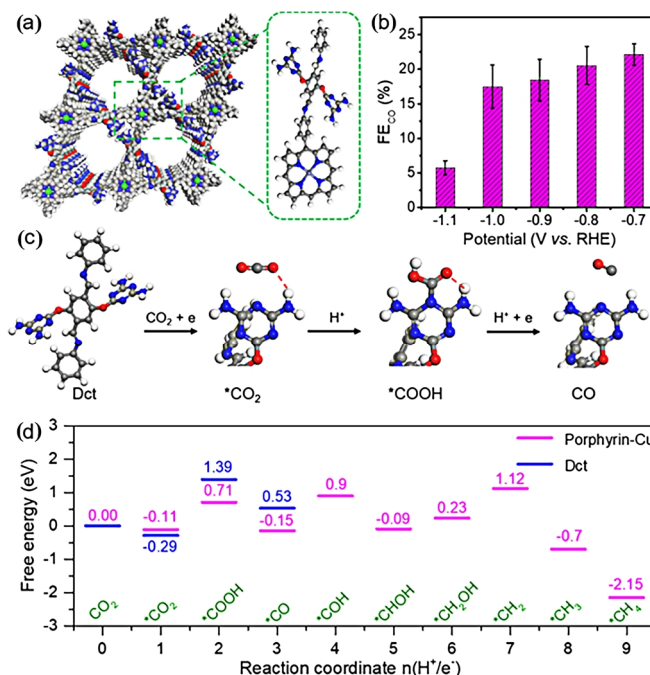 (a)
(b)
FE_CO (%)
25
20
15
10
5
0
-1.1 -1.0 -0.9 -0.8 -0.7
Potential (V vs. RHE)
(c)
CO₂ + e
H⁺
H⁺ + e
Dct
*CO₂
*COOH
CO
(d)
Free energy (eV)
3
2
1
0
-1
-2
-3
Porphyrin-Cu
Dct
0.00
-0.11
-0.29
1.39
0.71
0.53
-0.15
0.9
-0.09
0.23
1.12
-0.7
-2.15
CO₂ *CO₂ *COOH *CO *COH *CHOH *CH₂OH *CH₂ *CH₃ *CH₄
0 1 2 3 4 5 6 7 8 9
Reaction coordinate n(H⁺/e⁻)